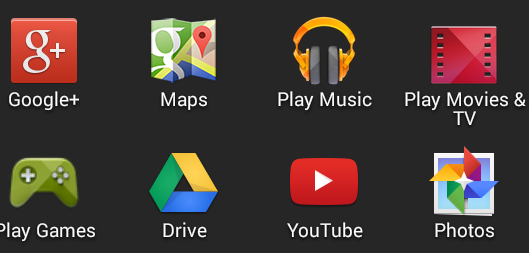 g+
Google+
g
Maps
Play Music
Play Movies &
TV
Play Games
Drive
YouTube
Photos